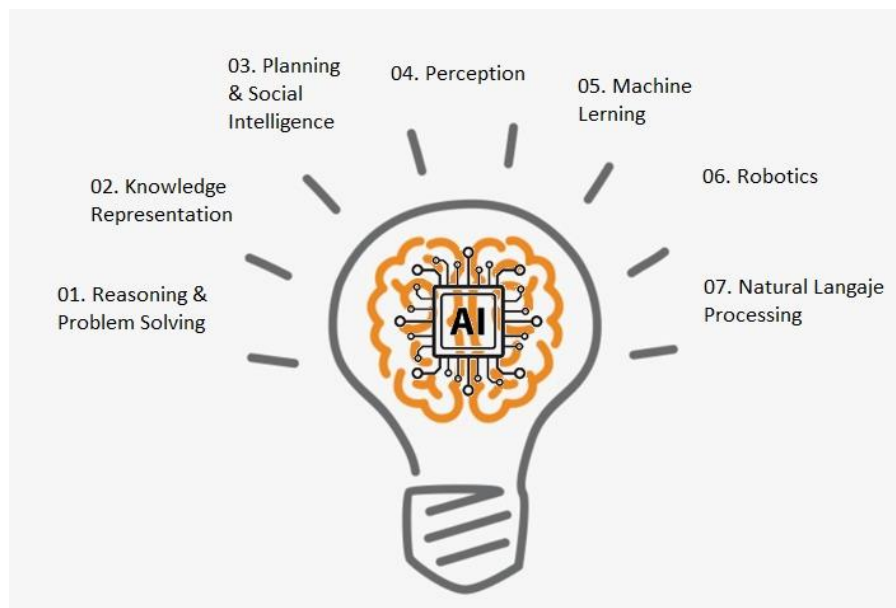 01. Reasoning &
Problem Solving
02. Knowledge
Representation
03. Planning
& Social
Intelligence
04. Perception
05. Machine
Lerning
06. Robotics
07. Natural Langaje
Processing
AI